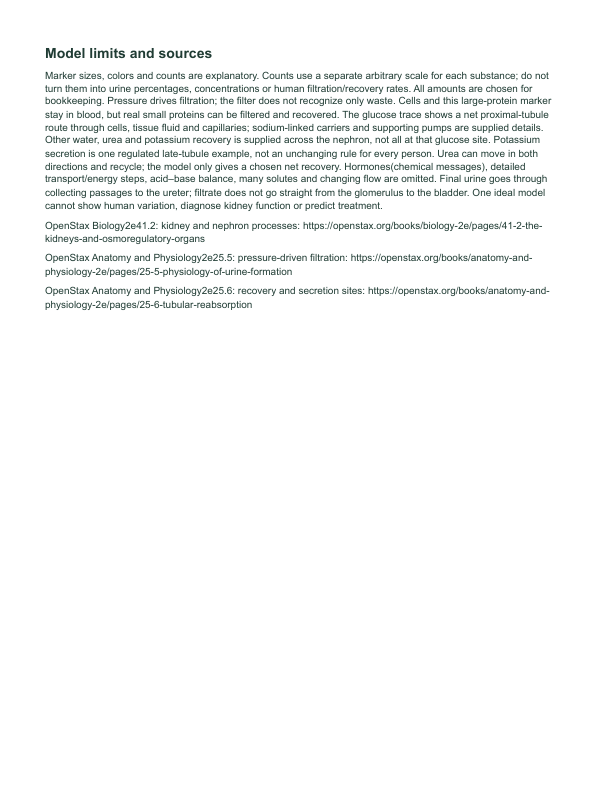 Model limits and sources
Marker sizes, colors and counts are explanatory. Counts use a separate arbitrary scale for each substance; do not
turn them into urine percentages, concentrations or human filtration/recovery rates. All amounts are chosen for
bookkeeping. Pressure drives filtration; the filter does not recognize only waste. Cells and this large-protein marker
stay in blood, but real small proteins can be filtered and recovered. The glucose trace shows a net proximal-tubule
route through cells, tissue fluid and capillaries; sodium-linked carriers and supporting pumps are supplied details.
Other water, urea and potassium recovery is supplied across the nephron, not all at that glucose site. Potassium
secretion is one regulated late-tubule example, not an unchanging rule for every person. Urea can move in both
directions and recycle; the model only gives a chosen net recovery. Hormones(chemical messages), detailed
transport/energy steps, acid–base balance, many solutes and changing flow are omitted. Final urine goes through
collecting passages to the ureter; filtrate does not go straight from the glomerulus to the bladder. One ideal model
cannot show human variation, diagnose kidney function or predict treatment.
OpenStax Biology2e41.2: kidney and nephron processes: https://openstax.org/books/biology-2e/pages/41-2-the-
kidneys-and-osmoregulatory-organs
OpenStax Anatomy and Physiology2e25.5: pressure-driven filtration: https://openstax.org/books/anatomy-and-
physiology-2e/pages/25-5-physiology-of-urine-formation
OpenStax Anatomy and Physiology2e25.6: recovery and secretion sites: https://openstax.org/books/anatomy-and-
physiology-2e/pages/25-6-tubular-reabsorption